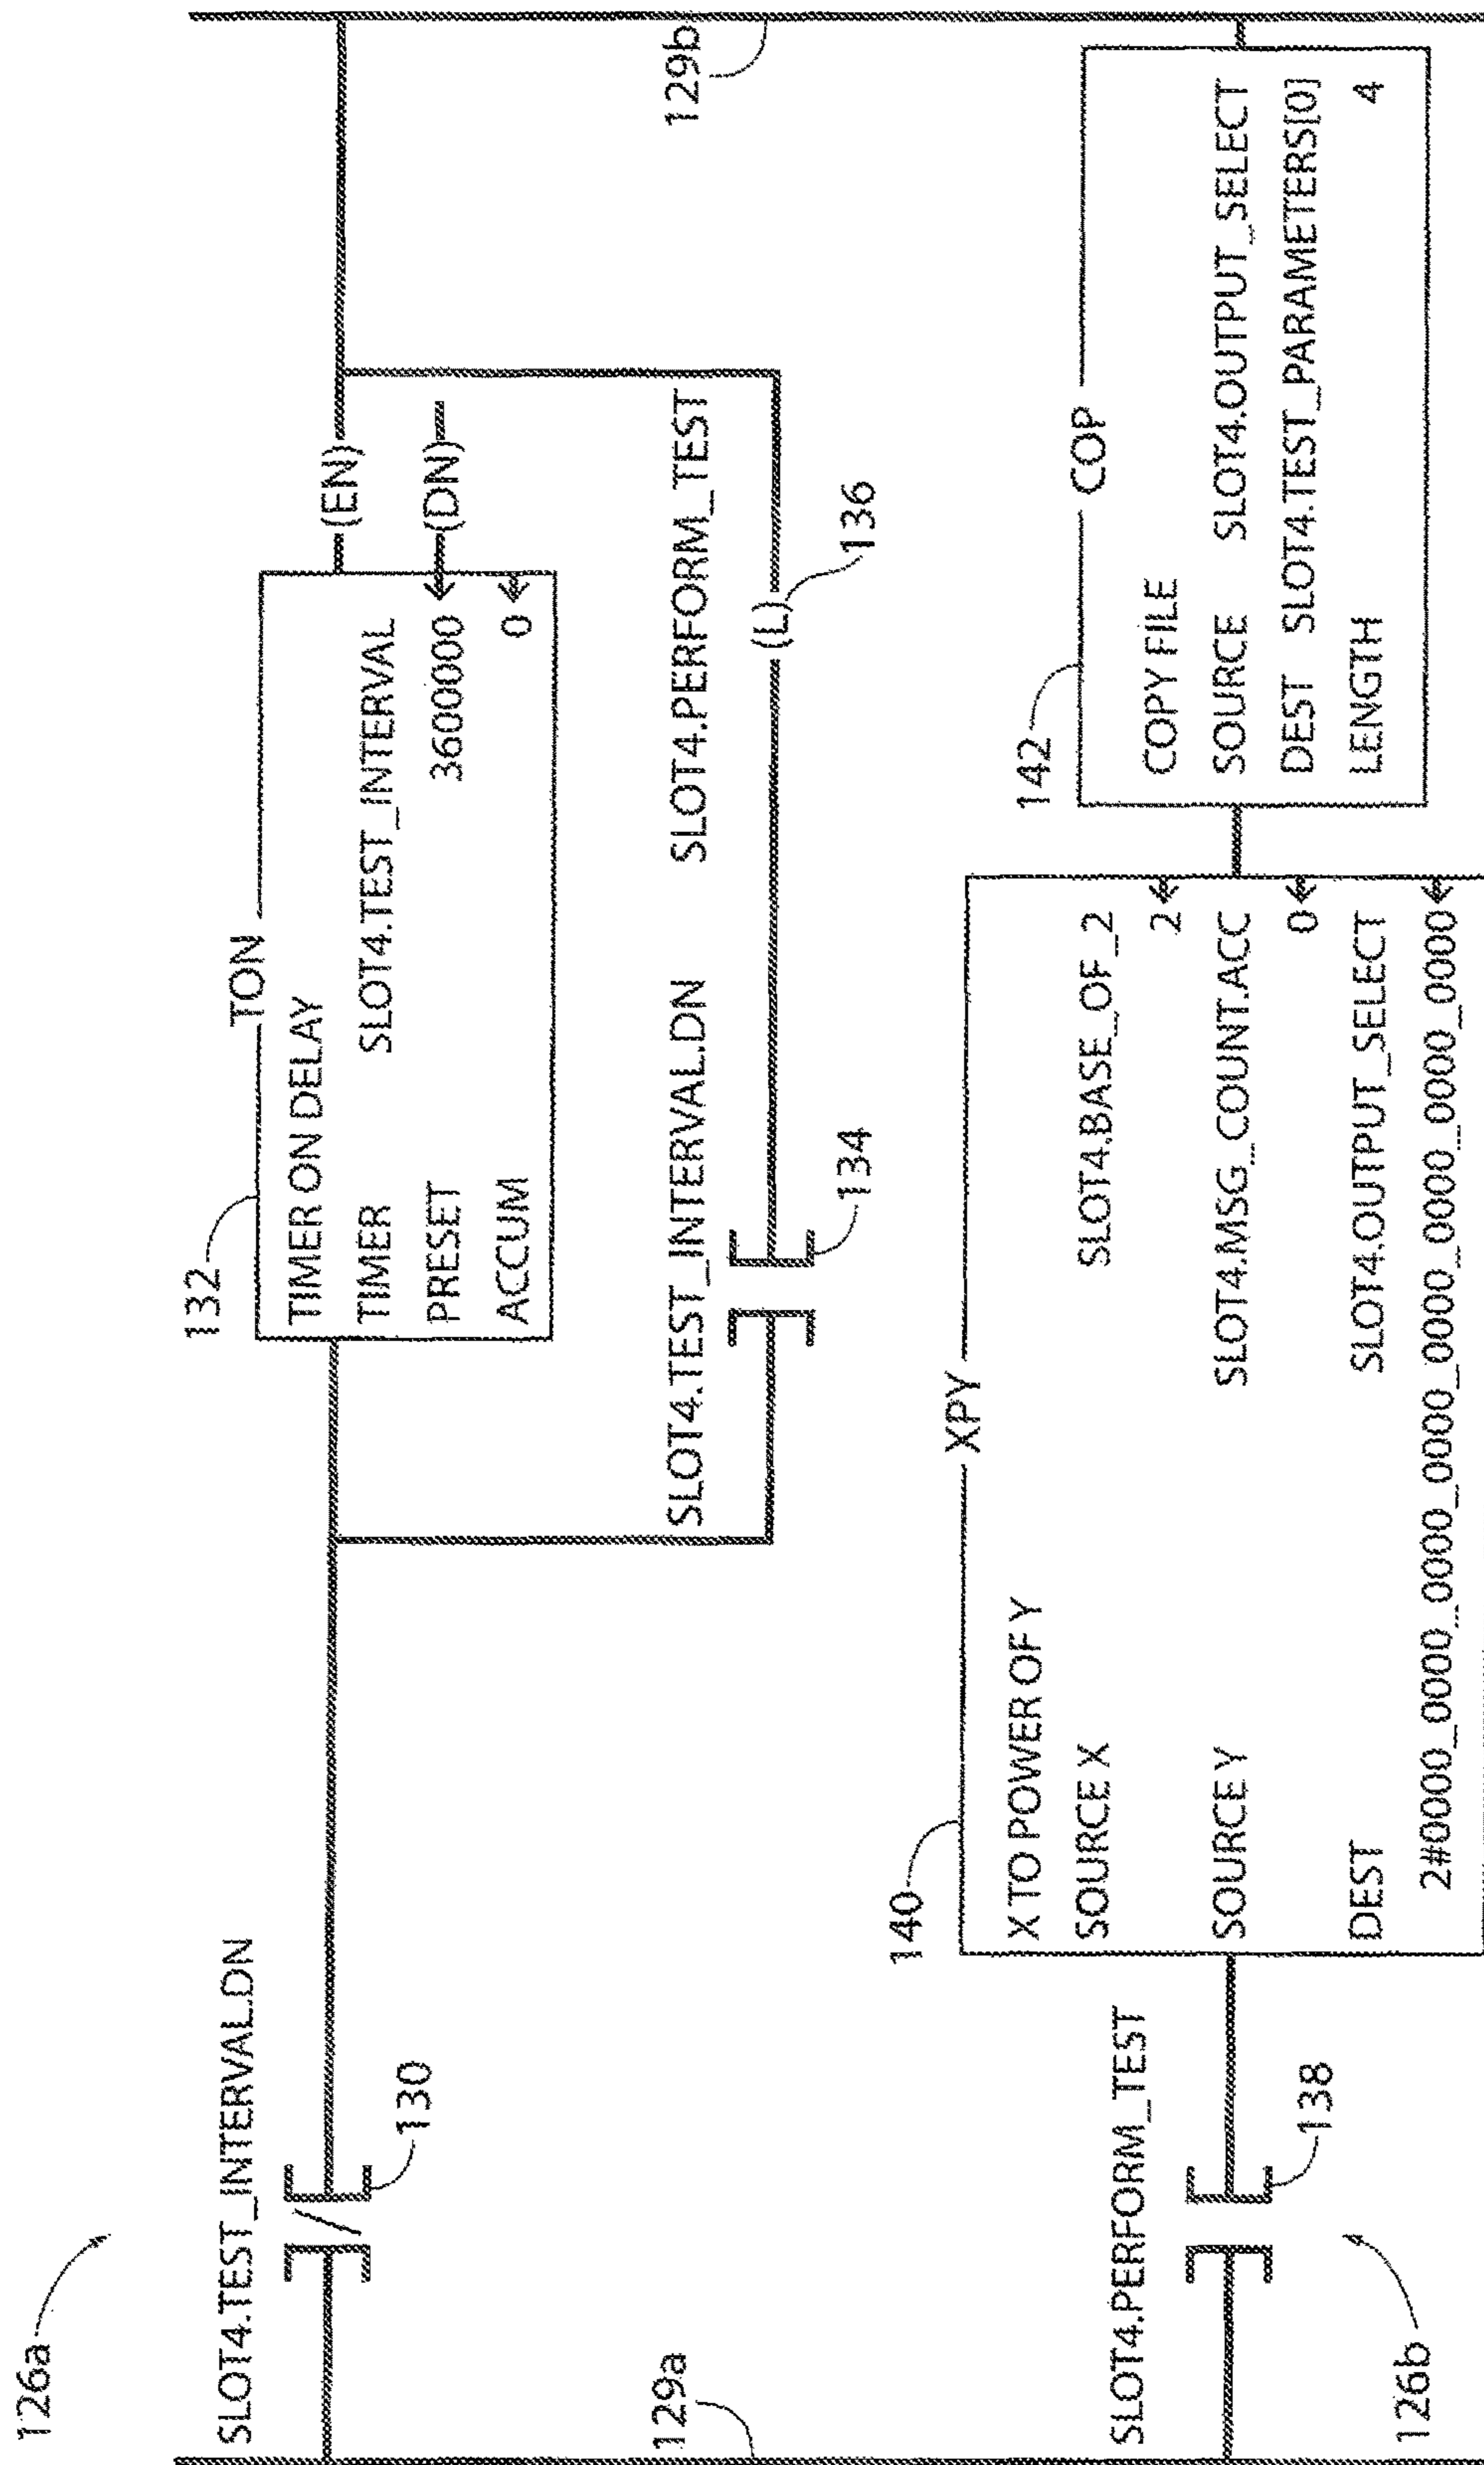 126a
SLOT4.TEST_INTERVAL.DN
130
132
TON
TIMER ON DELAY
TIMER SLOT4.TEST_INTERVAL
PRESET 3600000
ACCUM 0
(EN)
(DN)
SLOT4.TEST_INTERVAL.DN
134
SLOT4.PERFORM_TEST
(L)
136
129a
129b
SLOT4.PERFORM_TEST
138
126b
140
XPY
X TO POWER OF Y
SOURCE X SLOT4.BASE_OF_2
2
SOURCE Y SLOT4.MSG_COUNT.ACC
0
DEST SLOT4.OUTPUT_SELECT
2#0000_0000_0000_0000_0000_0000_0000_0000
142
COP
COPY FILE
SOURCE SLOT4.OUTPUT_SELECT
DEST SLOT4.TEST_PARAMETERS[0]
LENGTH 4